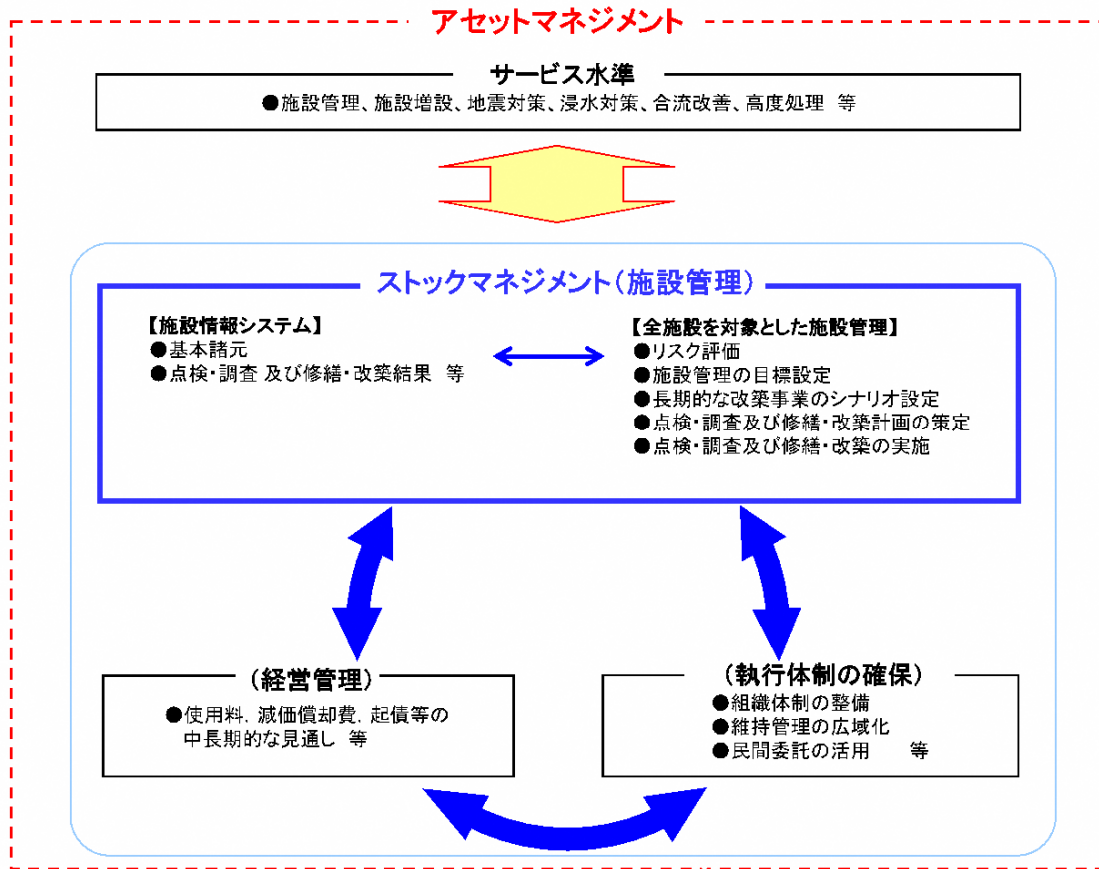 アセットマネジメント
サービス水準
●施設管理、施設増設、地震対策、浸水対策、合流改善、高度処理 等
ストックマネジメント(施設管理)
【施設情報システム】
●基本諸元
●点検・調査 及び修繕・改築結果 等
【全施設を対象とした施設管理】
●リスク評価
●施設管理の目標設定
●長期的な改築事業のシナリオ設定
●点検・調査及び修繕・改築計画の策定
●点検・調査及び修繕・改築の実施
(経営管理)
●使用料，減価償却費，起債等の
中長期的な見通し 等
(執行体制の確保)
●組織体制の整備
●維持管理の広域化
●民間委託の活用 等